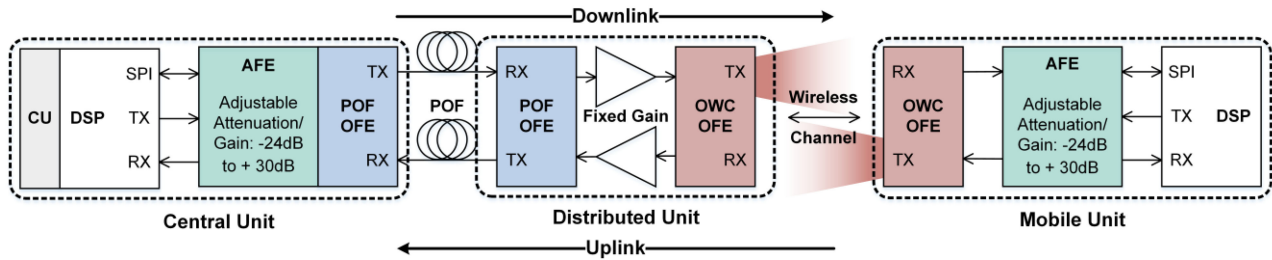 Downlink
CU
DSP
SPI
TX
RX
AFE
Adjustable
Attenuation/
Gain: -24dB
to + 30dB
TX
POF
OFE
RX
POF
RX
POF
OFE
TX
Fixed Gain
TX
OWC
OFE
RX
Wireless
Channel
RX
OWC
OFE
TX
AFE
Adjustable
Attenuation/
Gain: -24dB
to + 30dB
SPI
TX
DSP
RX
Central Unit
Distributed Unit
Mobile Unit
Uplink